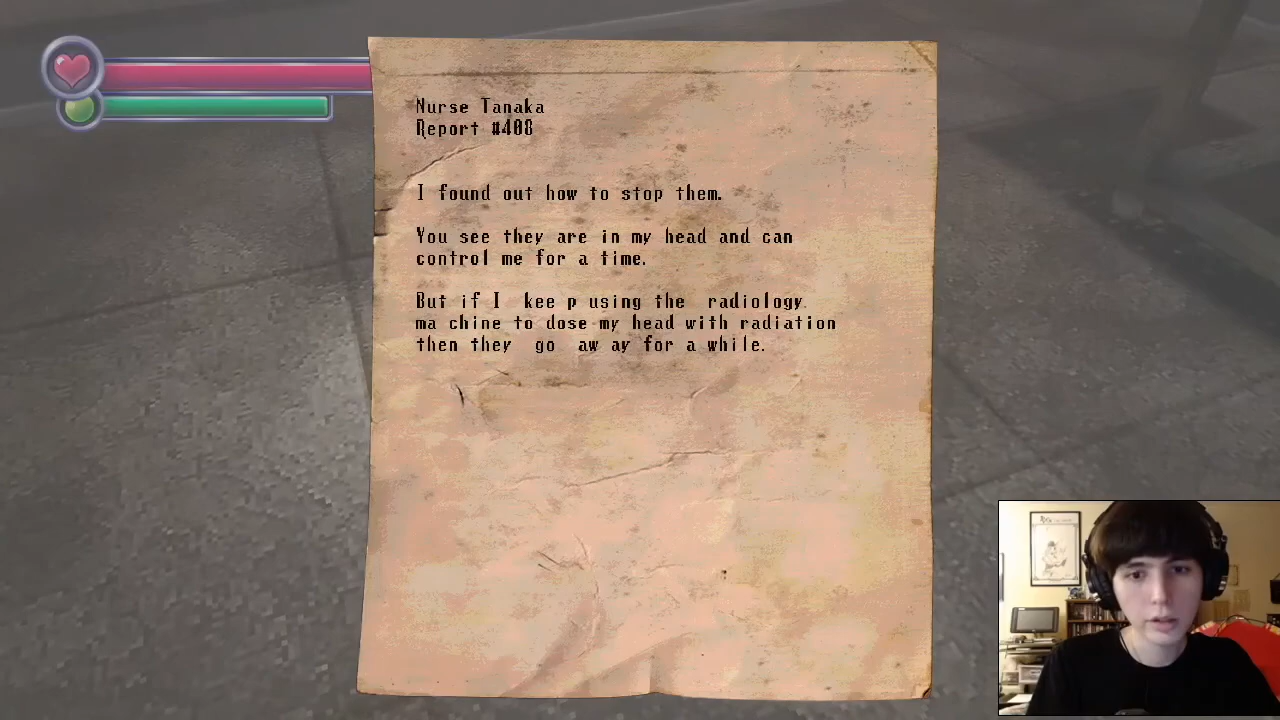 Nurse Tanaka
Report #408
I found out how to stop them.
You see they are in my head and can
control me for a time.
But if I kee p using the radiology
ma chine to dose my head with radiation
then they go aw ay for a while.